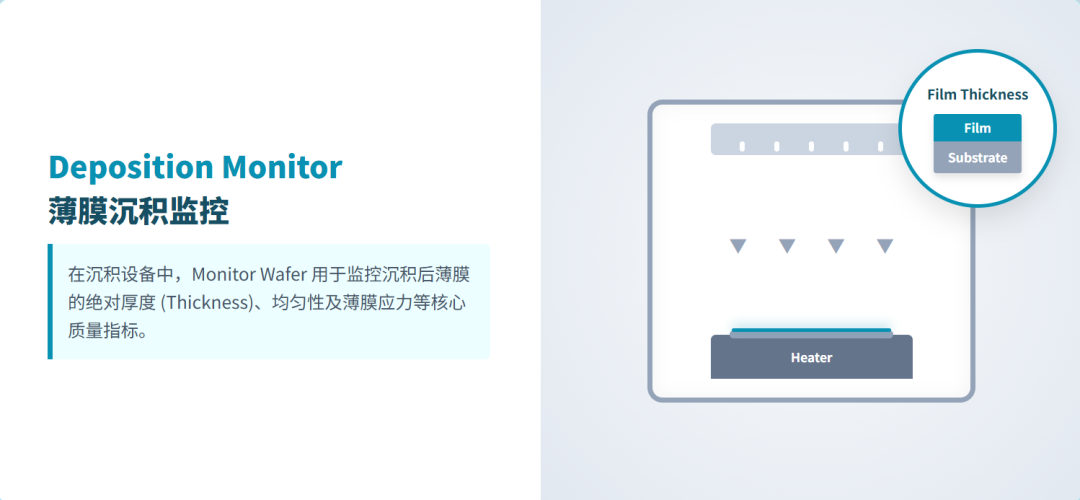 Deposition Monitor
薄膜沉积监控
在沉积设备中，Monitor Wafer 用于监控沉积后薄膜
的绝对厚度 (Thickness)、均匀性及薄膜应力等核心
质量指标。
Film Thickness
Film
Substrate
Heater